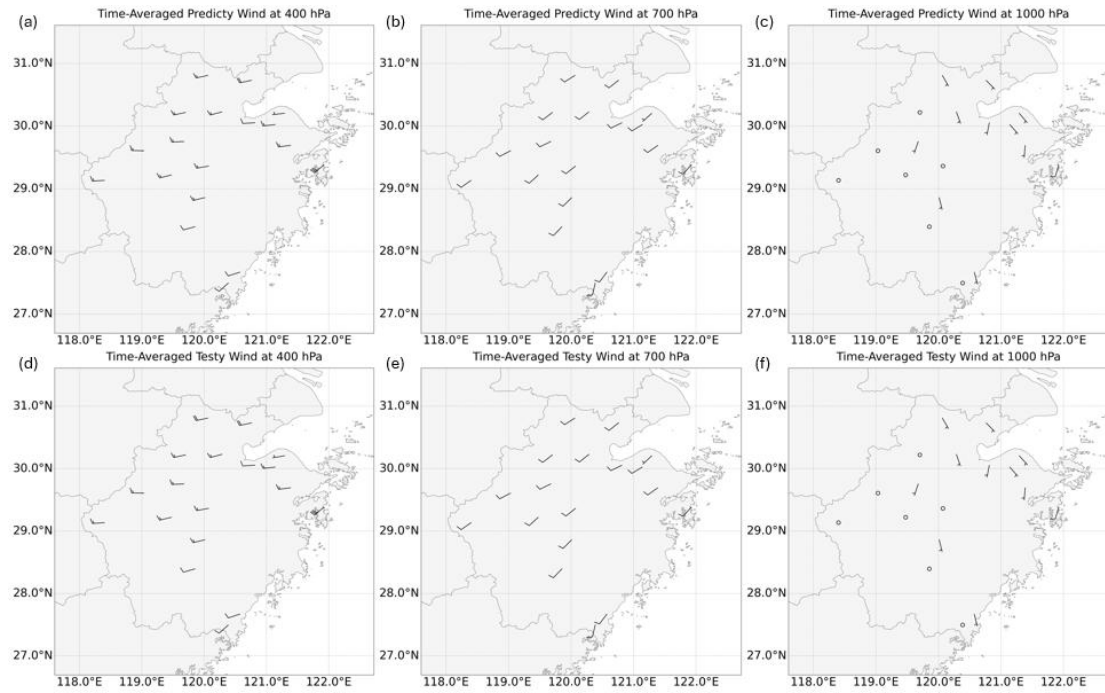 (a) Time-Averaged Predicty Wind at 400 hPa
31.0°N
30.0°N
29.0°N
28.0°N
27.0°N
118.0°E 119.0°E 120.0°E 121.0°E 122.0°E
(b) Time-Averaged Predicty Wind at 700 hPa
31.0°N
30.0°N
29.0°N
28.0°N
27.0°N
118.0°E 119.0°E 120.0°E 121.0°E 122.0°E
(c) Time-Averaged Predicty Wind at 1000 hPa
31.0°N
30.0°N
29.0°N
28.0°N
27.0°N
118.0°E 119.0°E 120.0°E 121.0°E 122.0°E
(d) Time-Averaged Testy Wind at 400 hPa
31.0°N
30.0°N
29.0°N
28.0°N
27.0°N
118.0°E 119.0°E 120.0°E 121.0°E 122.0°E
(e) Time-Averaged Testy Wind at 700 hPa
31.0°N
30.0°N
29.0°N
28.0°N
27.0°N
118.0°E 119.0°E 120.0°E 121.0°E 122.0°E
(f) Time-Averaged Testy Wind at 1000 hPa
31.0°N
30.0°N
29.0°N
28.0°N
27.0°N
118.0°E 119.0°E 120.0°E 121.0°E 122.0°E